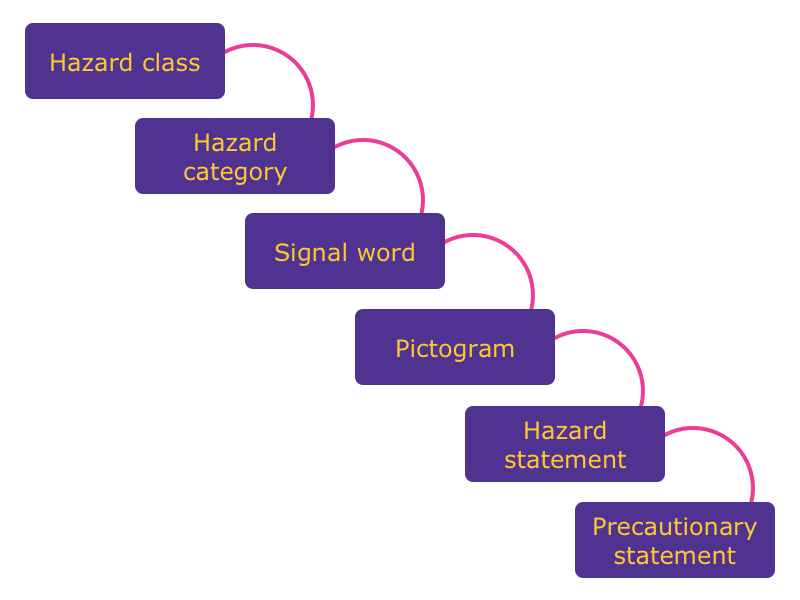 Hazard class
Hazard
category
Signal word
Pictogram
Hazard
statement
Precautionary
statement